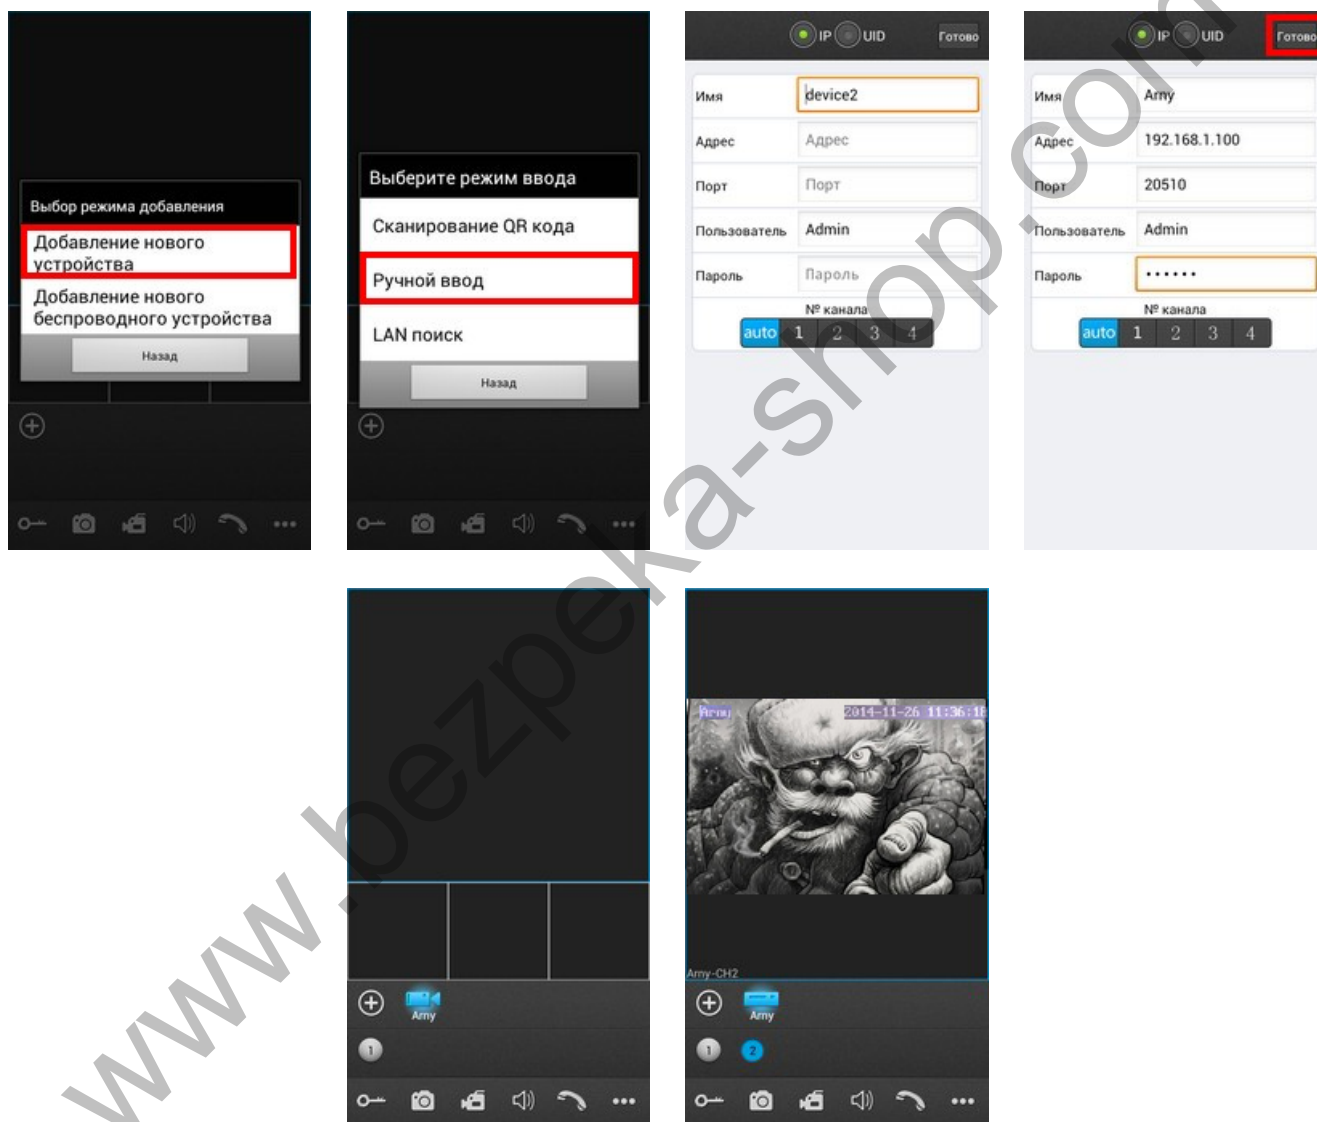 Выбор режима добавления
Добавление нового
устройства
Добавление нового
беспроводного устройства
Назад
Выберите режим ввода
Сканирование QR кода
Ручной ввод
LAN поиск
Назад
IP UID Готово
Имя device2
Адрес Адрес
Порт Порт
Пользователь Admin
Пароль Пароль
№ канала
auto 1 2 3 4
IP UID Готово
Имя Arny
Адрес 192.168.1.100
Порт 20510
Пользователь Admin
Пароль ······
№ канала
auto 1 2 3 4
Arny
1
Arny 2014-11-26 11:36:18
Arny-CH2
Arny
1 2
www.bezpeka-shop.com